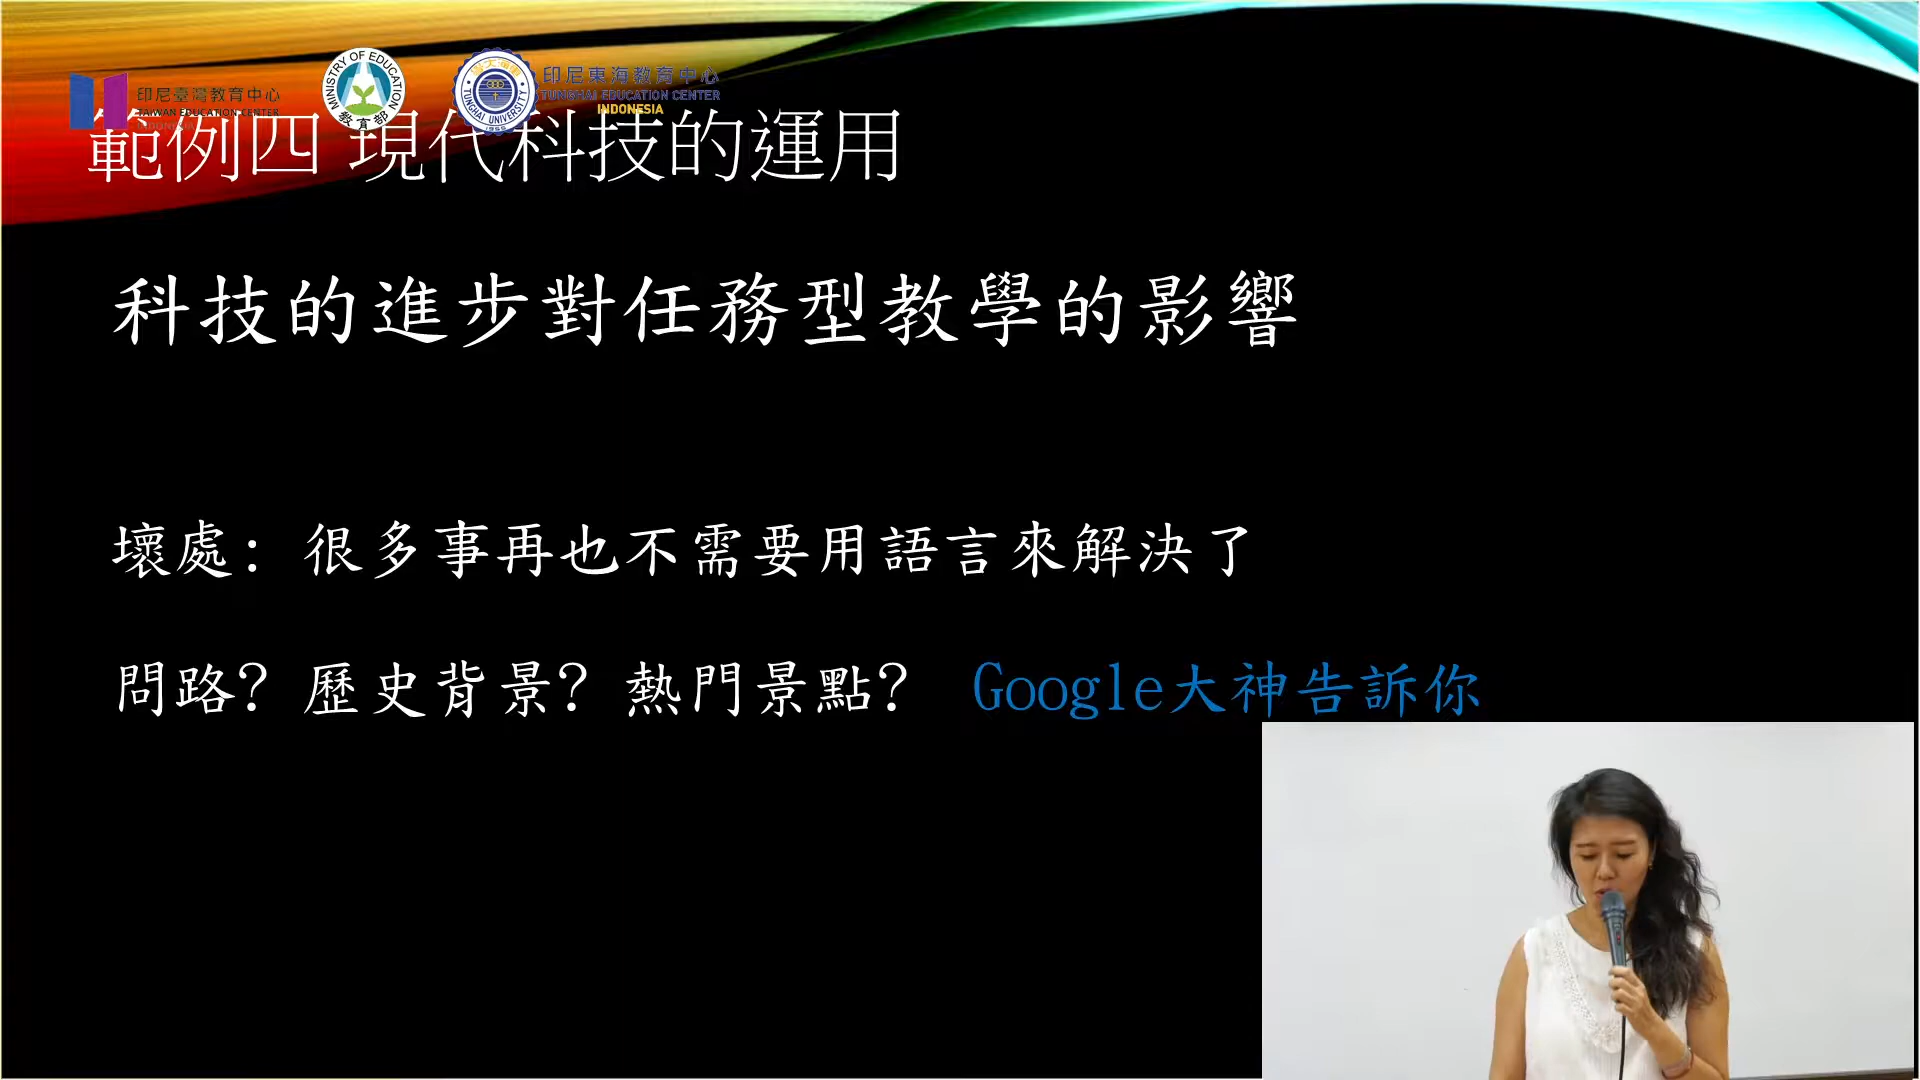 印尼臺灣教育中心
TAIWAN EDUCATION CENTER
INDONESIA
MINISTRY OF EDUCATION
教育部
TUNGHAI UNIVERSITY
1955
印尼東海教育中心
TUNGHAI EDUCATION CENTER
INDONESIA
範例四 現代科技的運用
科技的進步對任務型教學的影響
壞處：很多事再也不需要用語言來解決了
問路？歷史背景？熱門景點？ Google大神告訴你